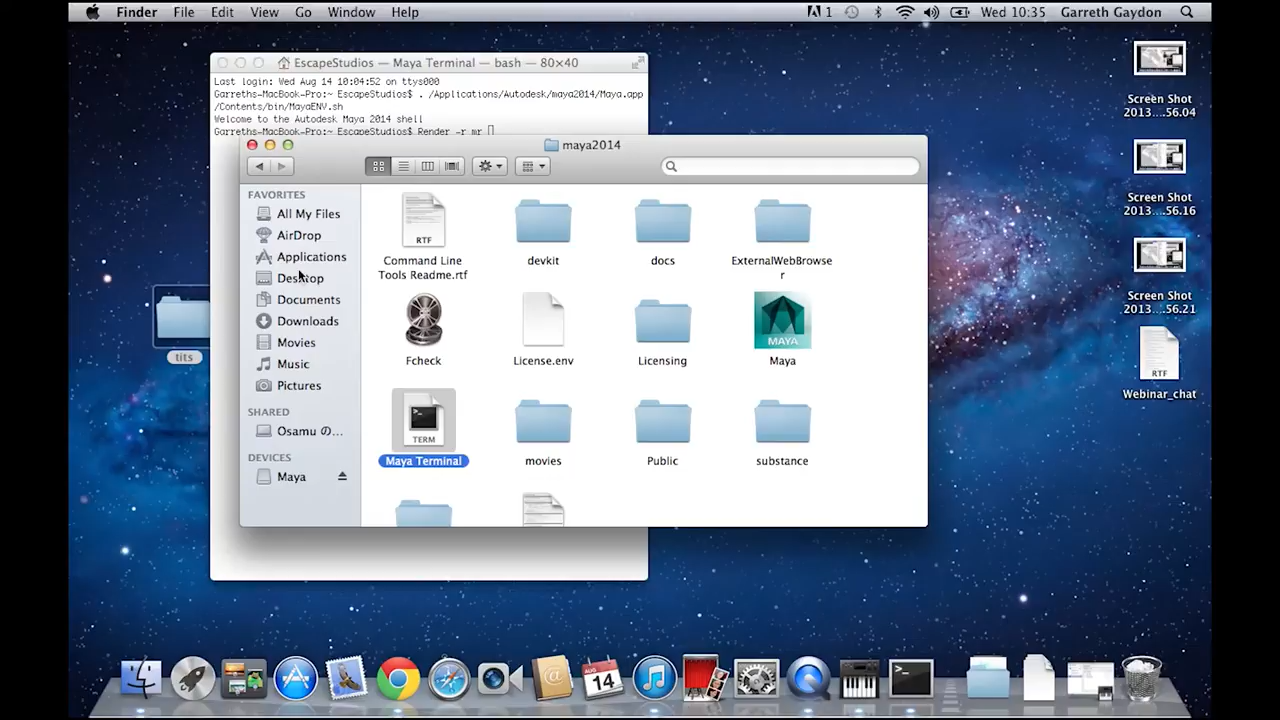 Finder File Edit View Go Window Help
1 Wed 10:35 Garreth Gaydon
EscapeStudios — Maya Terminal — bash — 80×40
Last login: Wed Aug 14 10:04:52 on ttys000
Garreths-MacBook-Pro:~ EscapeStudios$ . /Applications/Autodesk/maya2014/Maya.app
/Contents/bin/MayaENV.sh
Welcome to the Autodesk Maya 2014 shell
Garreths-MacBook-Pro:~ EscapeStudios$ Render -r mr
maya2014
FAVORITES
All My Files
AirDrop
Applications
Desktop
Documents
Downloads
Movies
Music
Pictures
SHARED
Osamu の...
DEVICES
Maya
RTF
Command Line
Tools Readme.rtf
devkit
docs
ExternalWebBrowse
r
Fcheck
License.env
Licensing
MAYA
Maya
TERM
Maya Terminal
movies
Public
substance
tits
Screen Shot
2013....56.04
Screen Shot
2013....56.16
Screen Shot
2013....56.21
RTF
Webinar_chat
14